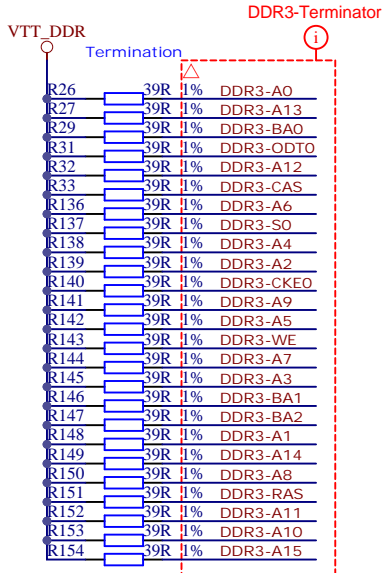 DDR3-Terminator
VTT_DDR
i
Termination
R26 39R 1% DDR3-A0
R27 39R 1% DDR3-A13
R29 39R 1% DDR3-BA0
R31 39R 1% DDR3-ODT0
R32 39R 1% DDR3-A12
R33 39R 1% DDR3-CAS
R136 39R 1% DDR3-A6
R137 39R 1% DDR3-S0
R138 39R 1% DDR3-A4
R139 39R 1% DDR3-A2
R140 39R 1% DDR3-CKE0
R141 39R 1% DDR3-A9
R142 39R 1% DDR3-A5
R143 39R 1% DDR3-WE
R144 39R 1% DDR3-A7
R145 39R 1% DDR3-A3
R146 39R 1% DDR3-BA1
R147 39R 1% DDR3-BA2
R148 39R 1% DDR3-A1
R149 39R 1% DDR3-A14
R150 39R 1% DDR3-A8
R151 39R 1% DDR3-RAS
R152 39R 1% DDR3-A11
R153 39R 1% DDR3-A10
R154 39R 1% DDR3-A15